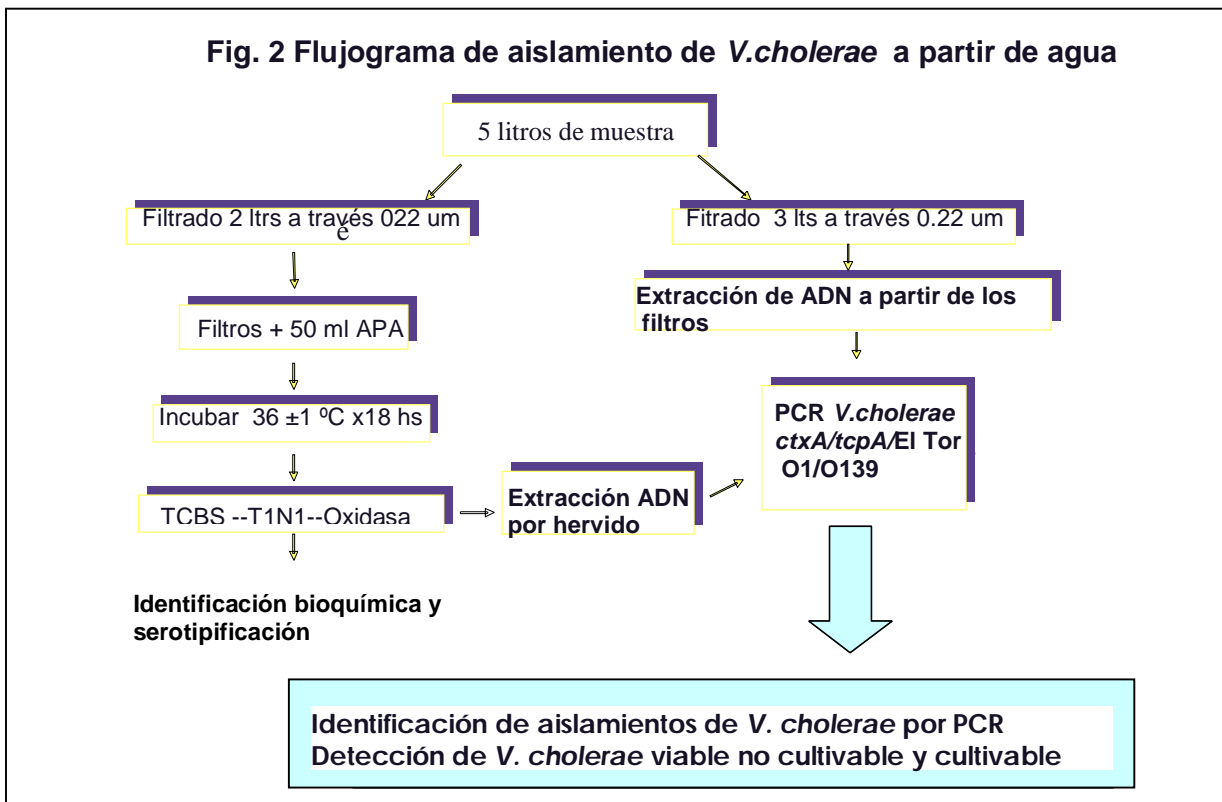 Fig. 2 Flujograma de aislamiento de V.cholerae a partir de agua
5 litros de muestra
Filtrado 2 ltrs a través 022 um
é
Filtros + 50 ml APA
Incubar 36 ±1 ºC x18 hs
TCBS --T1N1--Oxidasa
Identificación bioquímica y
serotipificación
Extracción ADN
por hervido
Fitrado 3 lts a través 0.22 um
Extracción de ADN a partir de los
filtros
PCR V.cholerae
ctxA/tcpA/El Tor
O1/O139
Identificación de aislamientos de V. cholerae por PCR
Detección de V. cholerae viable no cultivable y cultivable